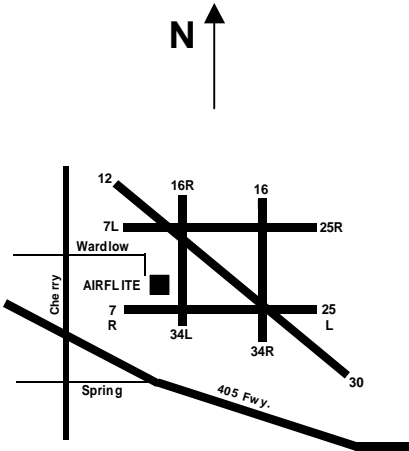 N
12
16R
16
7L
25R
Wardlow
Cherry
AIRFLITE
7
R
25
L
34L
34R
30
Spring
405 Fwy.